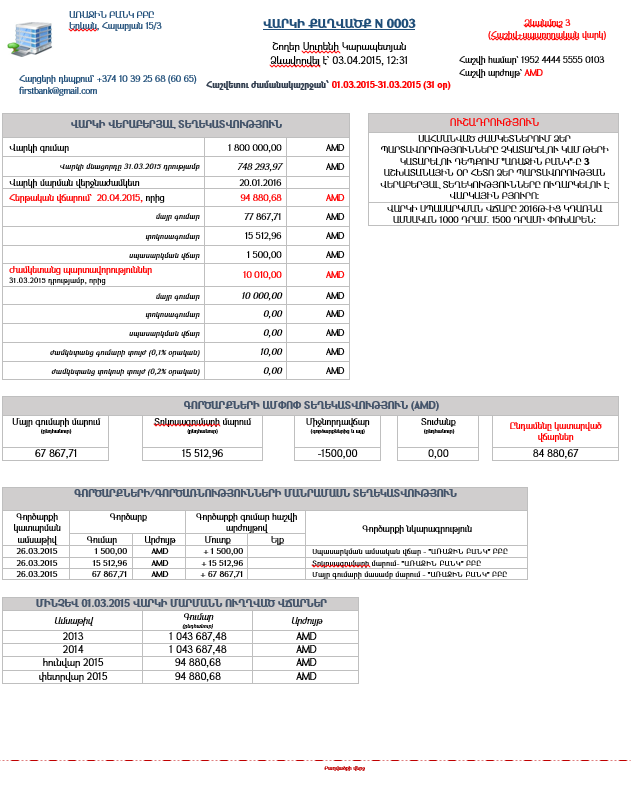 ԱՌԱՋԻՆ ԲԱՆԿ ԲԲԸ
Երևան, Հալաբյան 15/3
Հարցերի դեպքում՝ +374 10 39 25 68 (60 65)
firstbank@gmail.com
ՎԱՐԿԻ ՔԱՂՎԱԾՔ N 0003
Շողեր Սուրենի Կարապետյան
Ձևավորվել է՝ 03.04.2015, 12:31
Հաշվետու ժամանակաշրջան՝ 01.03.2015-31.03.2015 (31 օր)
Ձևանմուշ 3
(Հաշիվ-սպառողական վարկ)
Հաշվի համար՝ 1952 4444 5555 0103
Հաշվի արժույթ՝ AMD
ՎԱՐԿԻ ՎԵՐԱԲԵՐՅԱԼ ՏԵՂԵԿԱՏՎՈՒԹՅՈՒՆ
Վարկի գումար 1 800 000,00 AMD
Վարկի մնացորդը 31.03.2015 դրությամբ 748 293,97 AMD
Վարկի մարման վերջնաժամկետ 20.01.2016
Հերթական վճարում՝ 20.04.2015, որից 94 880,68 AMD
մայր գումար 77 867,71 AMD
տոկոսագումար 15 512,96 AMD
սպասարկման վճար 1 500,00 AMD
Ժամկետանց պարտավորություններ 10 010,00 AMD
31.03.2015 դրությամբ, որից
մայր գումար 10 000,00 AMD
տոկոսագումար 0,00 AMD
սպասարկման վճար 0,00 AMD
ժամկետանց գումարի տույժ (0,1% օրական) 10,00 AMD
ժամկետանց տոկոսի տույժ (0,2% օրական) 0,00 AMD
ՈՒՇԱԴՐՈՒԹՅՈՒՆ
ՍԱՀՄԱՆՎԱԾ ԺԱՄԿԵՏՆԵՐՈՒՄ ՁԵՐ
ՊԱՐՏԱՎՈՐՈՒԹՅՈՒՆՆԵՐԸ ՉԿԱՏԱՐԵԼՈՒ ԿԱՄ ԹԵՐԻ
ԿԱՏԱՐԵԼՈՒ ԴԵՊՔՈՒՄ "ԱՌԱՋԻՆ ԲԱՆԿ"-Ը 3
ԱՇԽԱՏԱՆՔԱՅԻՆ ՕՐ ՀԵՏՈ ՁԵՐ ՊԱՐՏԱՎՈՐՈՒԹՅԱՆ
ՎԵՐԱԲԵՐՅԱԼ ՏԵՂԵԿՈՒԹՅՈՒՆՆԵՐԸ ՈՒՂԱՐԿԵԼՈՒ Է
ՎԱՐԿԱՅԻՆ ԲՅՈՒՐՈ:
ՎԱՐԿԻ ՍՊԱՍԱՐԿՄԱՆ ՎՃԱՐԸ 2016Թ-ԻՑ ԿԴԱՌՆԱ
ԱՄՍԱԿԱՆ 1000 ԴՐԱՄ. 1500 ԴՐԱՄԻ ՓՈԽԱՐԵՆ:
ԳՈՐԾԱՐՔՆԵՐԻ ԱՄՓՈՓ ՏԵՂԵԿԱՏՎՈՒԹՅՈՒՆ (AMD)
Մայր գումարի մարում Տոկոսագումարի մարում Միջնորդավճար Տուժանք Ընդամենը կատարված
(ընդհանուր) (ընդհանուր) (գործարքներից և այլ) (ընդհանուր) վճարներ
67 867,71 15 512,96 -1500,00 0,00 84 880,67
ԳՈՐԾԱՐՔՆԵՐԻ/ԳՈՐԾԱՌՆՈՒԹՅՈՒՆՆԵՐԻ ՄԱՆՐԱՄԱՍՆ ՏԵՂԵԿԱՏՎՈՒԹՅՈՒՆ
Գործարքի կատարման ամսաթիվ Գործարք Գործարքի գումար հաշվի արժույթով Գործարքի նկարագրություն
Գումար Արժույթ Մուտք Ելք
26.03.2015 1 500,00 AMD + 1 500,00 Սպասարկման ամսական վճար - "ԱՌԱՋԻՆ ԲԱՆԿ" ԲԲԸ
26.03.2015 15 512,96 AMD + 15 512,96 Տոկոսագումարի մարում- "ԱՌԱՋԻՆ ԲԱՆԿ" ԲԲԸ
26.03.2015 67 867,71 AMD + 67 867,71 Մայր գումարի մասամբ մարում - "ԱՌԱՋԻՆ ԲԱՆԿ" ԲԲԸ
ՄԻՆՉԵՎ 01.03.2015 ՎԱՐԿԻ ՄԱՐՄԱՆՆ ՈՒՂՂՎԱԾ ՎՃԱՐՆԵՐ
Ամսաթիվ Գումար Արժույթ
(ընդհանուր)
2013 1 043 687,48 AMD
2014 1 043 687,48 AMD
հունվար 2015 94 880,68 AMD
փետրվար 2015 94 880,68 AMD
Քաղվածքի վերջ